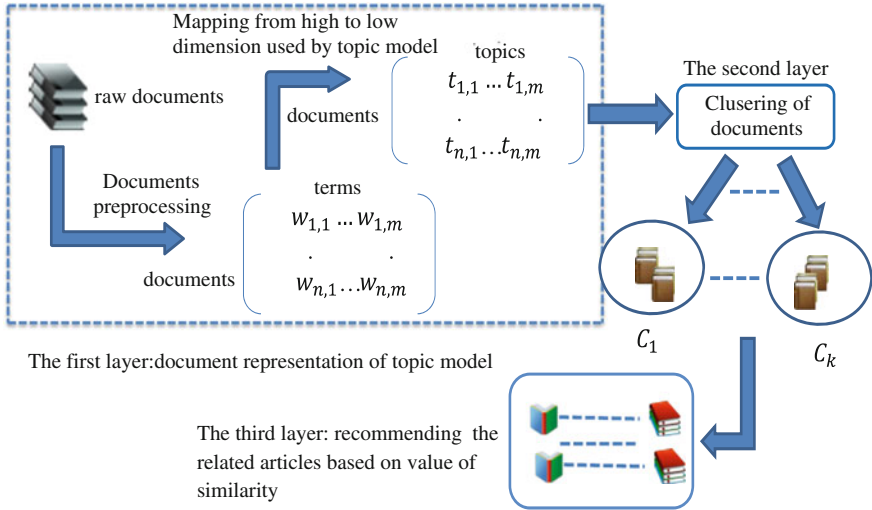 Mapping from high to low
dimension used by topic model
raw documents
documents
topics
t1,1 ... t1,m
. .
tn,1 ... tn,m
The second layer
Clusering of
documents
Documents
preprocessing
terms
documents
w1,1 ... w1,m
. .
wn,1 ... wn,m
C1
Ck
The first layer:document representation of topic model
The third layer: recommending the
related articles based on value of
similarity